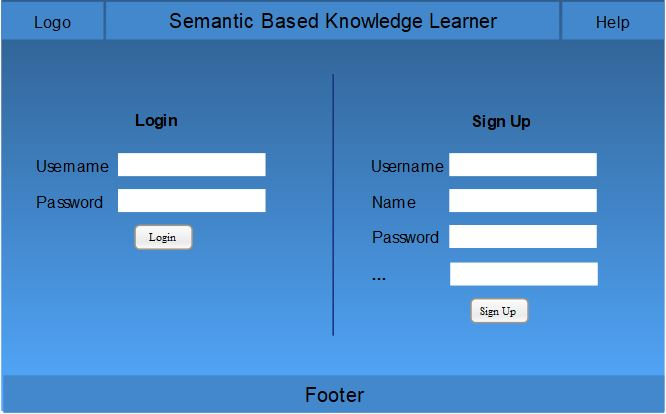 Logo
Semantic Based Knowledge Learner
Help
Login
Username
Password
Login
Sign Up
Username
Name
Password
...
Sign Up
Footer